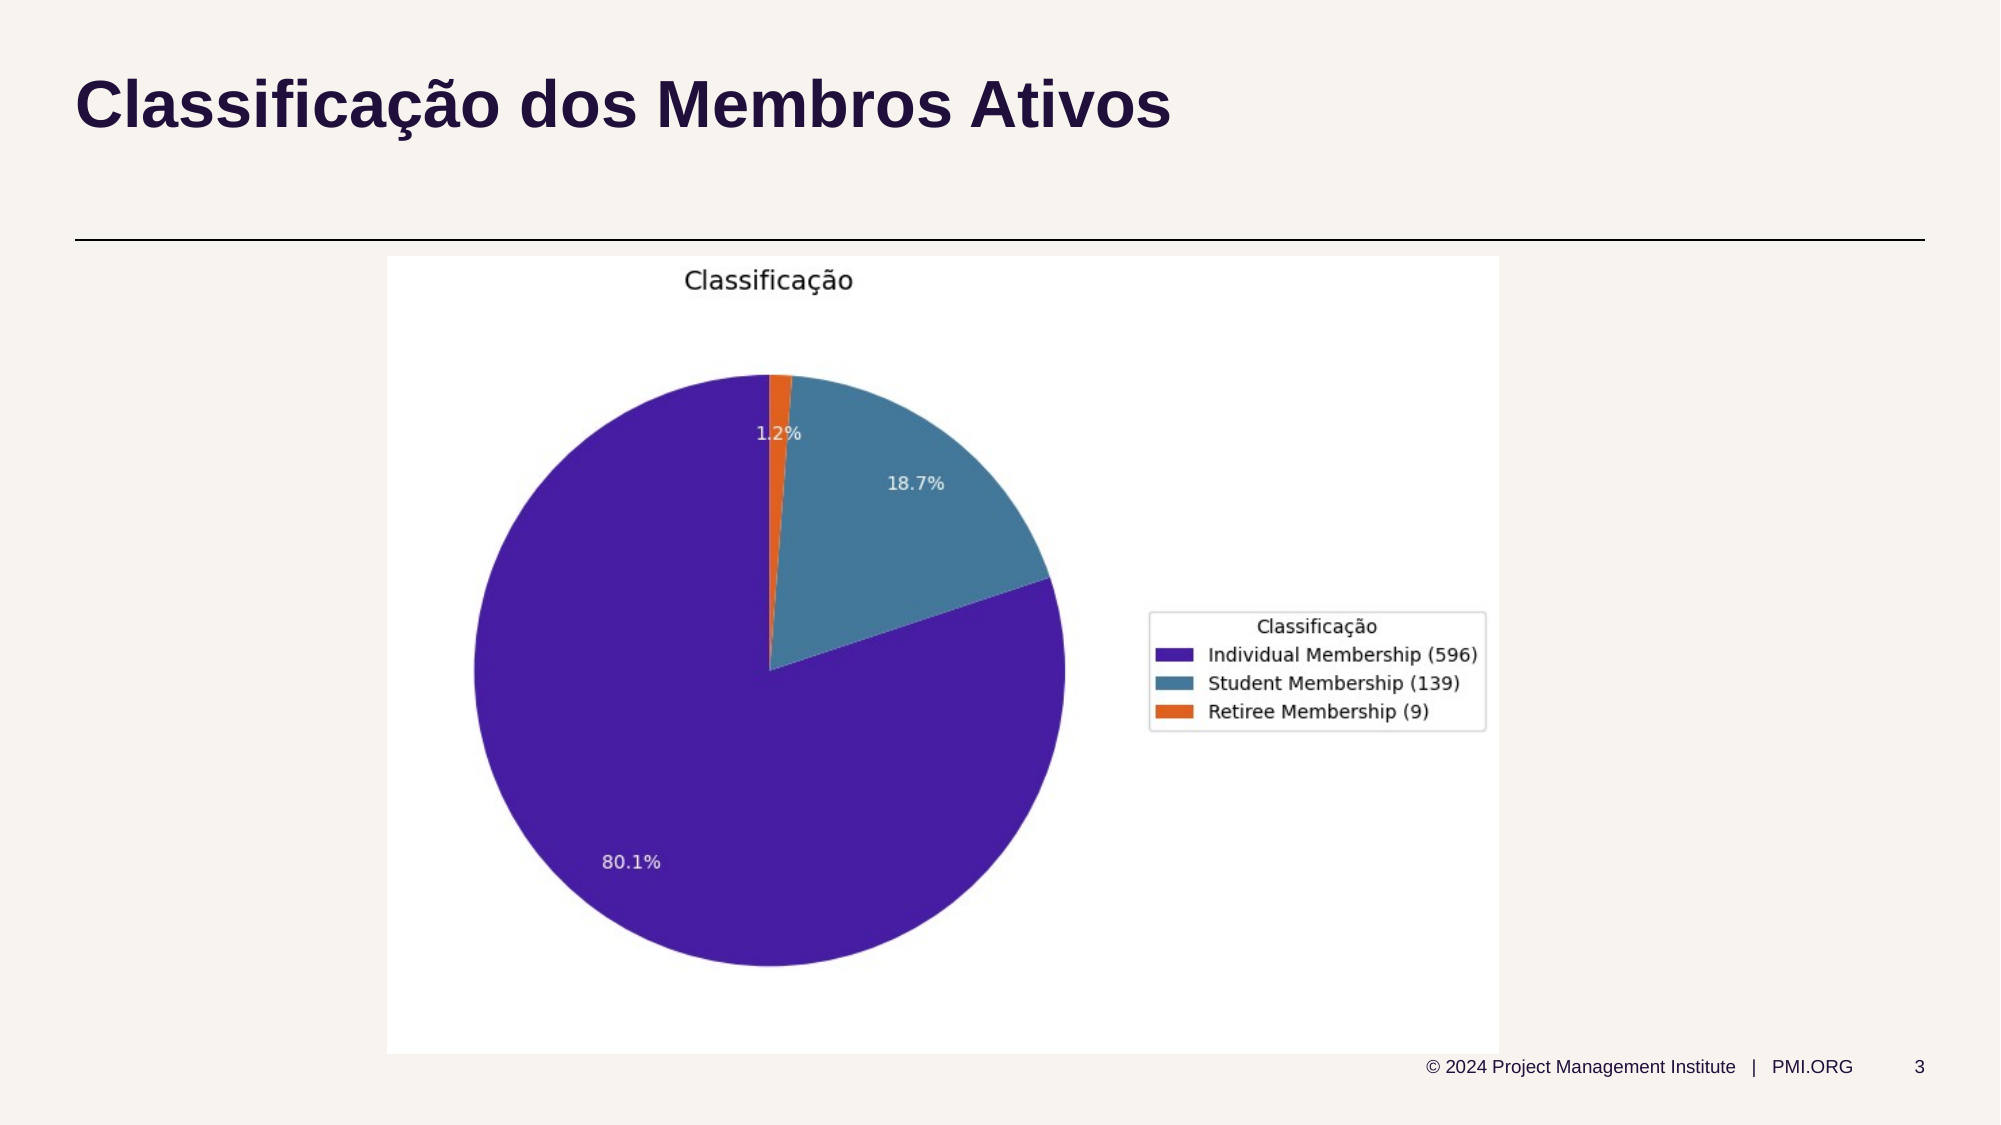 Classificação dos Membros Ativos
Classificação
1.2%
18.7%
80.1%
Classificação
Individual Membership (596)
Student Membership (139)
Retiree Membership (9)
© 2024 Project Management Institute | PMI.ORG 3